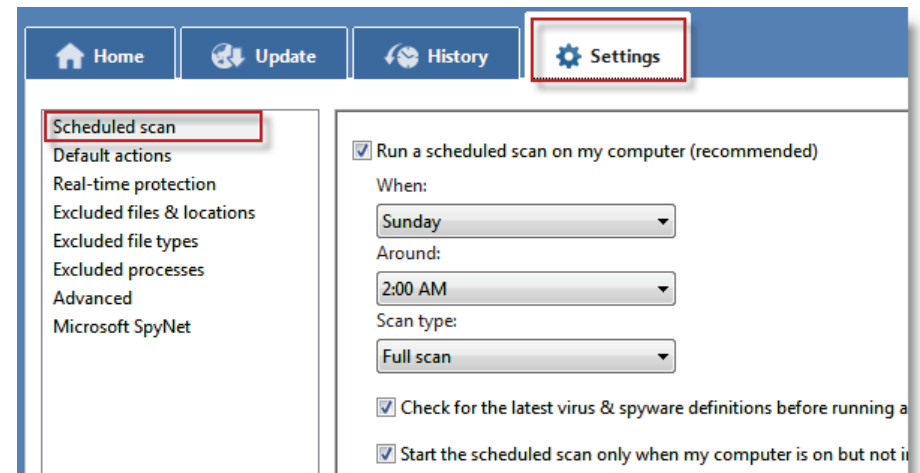 Home Update History Settings
Scheduled scan
Default actions
Real-time protection
Excluded files & locations
Excluded file types
Excluded processes
Advanced
Microsoft SpyNet
Run a scheduled scan on my computer (recommended)
When:
Sunday
Around:
2:00 AM
Scan type:
Full scan
Check for the latest virus & spyware definitions before running a
Start the scheduled scan only when my computer is on but not i